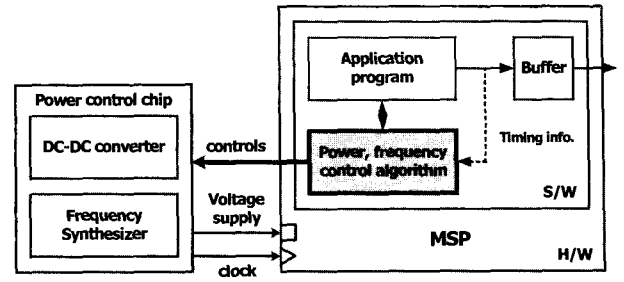 Power control chip
DC-DC converter
Frequency
Synthesizer
controls
Voltage
supply
clock
Application
program
Buffer
Power, frequency
control algorithm
Timing info.
S/W
MSP
H/W